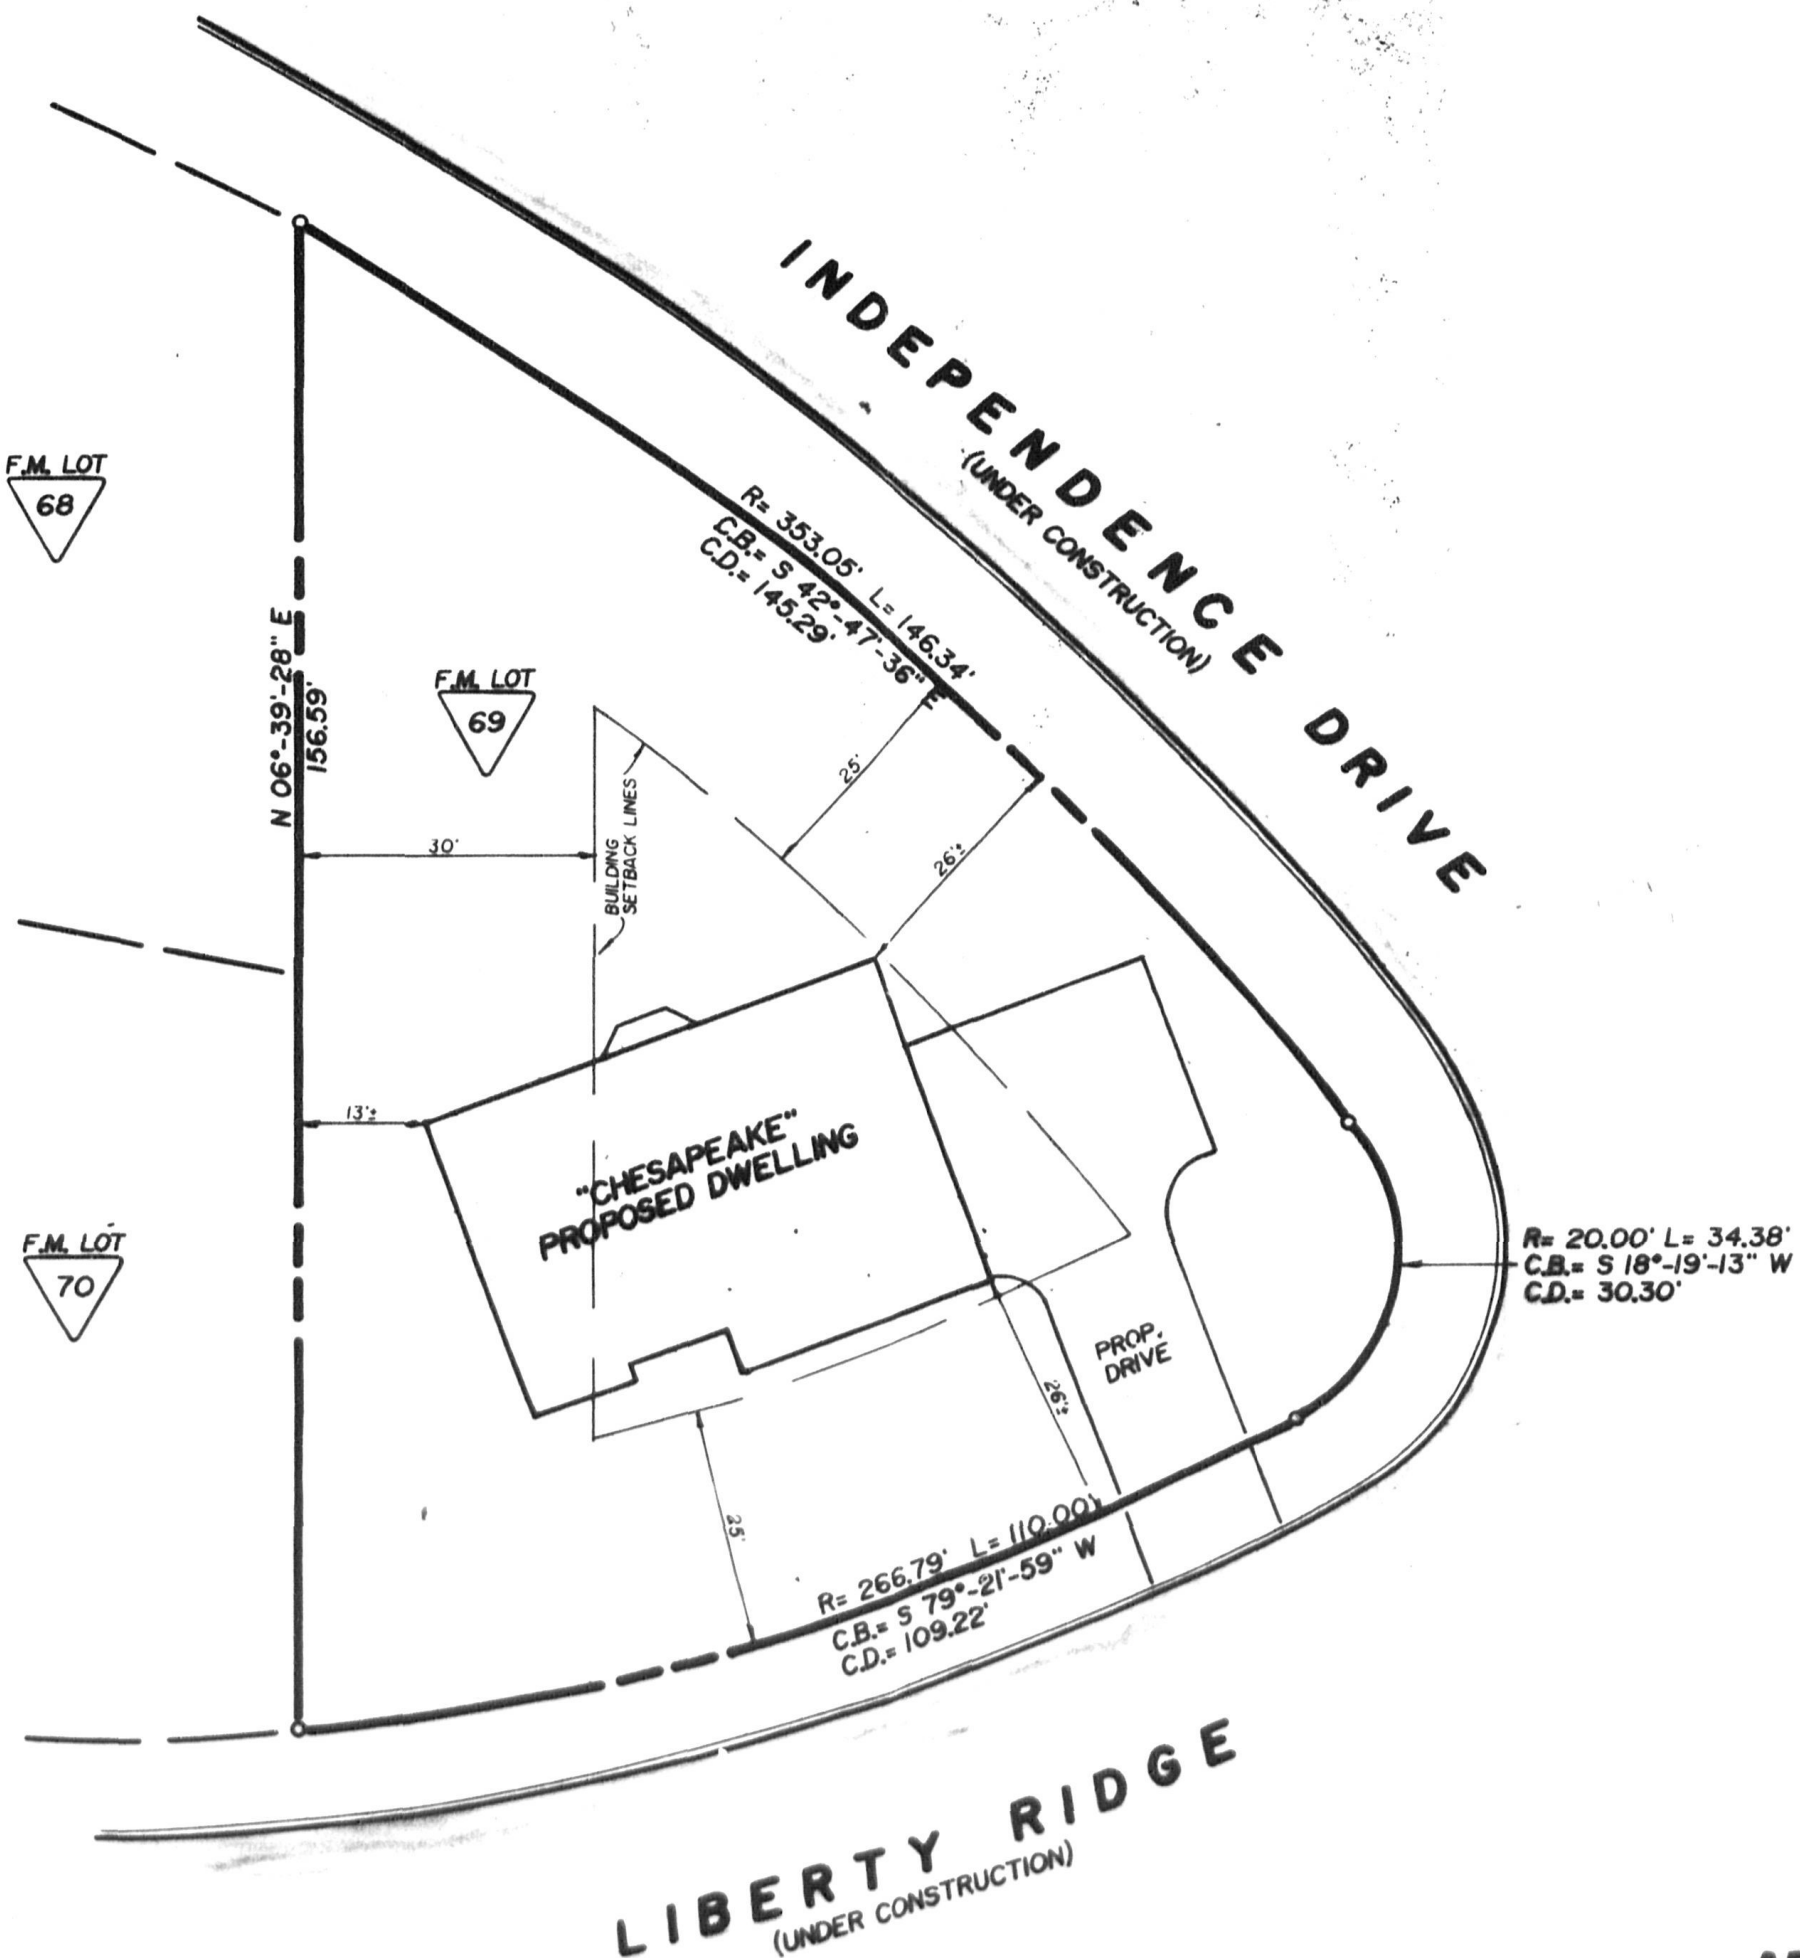 INDEPENDENCE DRIVE
(UNDER CONSTRUCTION)
F.M. LOT
68
R= 353.05' L= 146.34'
C.B.= S 42°-47'-36" E
C.D.= 145.29'
N 06°-39'-28" E
156.59'
F.M. LOT
69
25'
30'
BUILDING
SETBACK LINES
26'±
13'±
"CHESAPEAKE"
PROPOSED DWELLING
F.M. LOT
70
R= 20.00' L= 34.38'
C.B.= S 18°-19'-13" W
C.D.= 30.30'
PROP.
DRIVE
26'±
25'
R= 266.79' L= 110.00'
C.B.= S 79°-21'-59" W
C.D.= 109.22'
LIBERTY RIDGE
(UNDER CONSTRUCTION)